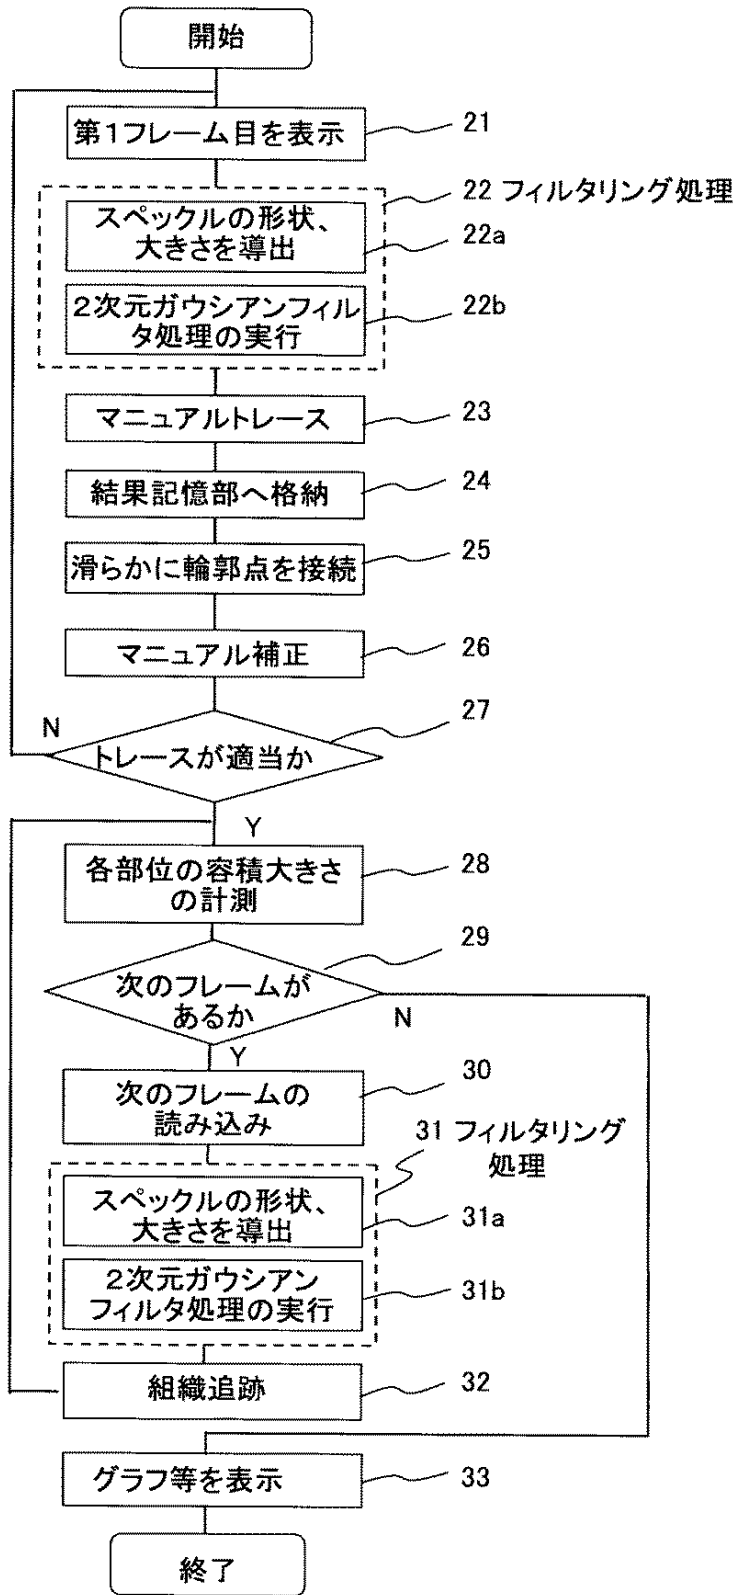 開始
第1フレーム目を表示
21
22 フィルタリング処理
スペックルの形状、
大きさを導出
22a
2次元ガウシアンフィル
タ処理の実行
22b
マニュアルトレース
23
結果記憶部へ格納
24
滑らかに輪郭点を接続
25
マニュアル補正
26
27
N
トレースが適当か
Y
各部位の容積大きさ
の計測
28
29
次のフレームが
あるか
N
Y
次のフレームの
読み込み
30
31 フィルタリング
処理
スペックルの形状、
大きさを導出
31a
2次元ガウシアン
フィルタ処理の実行
31b
組織追跡
32
グラフ等を表示
33
終了